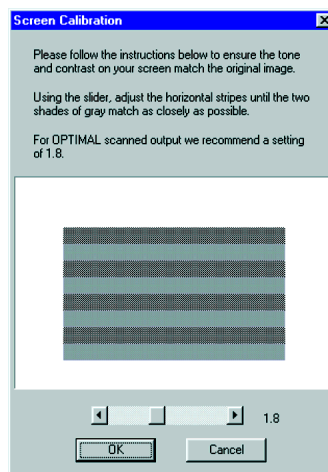 Screen Calibration
Please follow the instructions below to ensure the tone
and contrast on your screen match the original image.
Using the slider, adjust the horizontal stripes until the two
shades of gray match as closely as possible.
For OPTIMAL scanned output we recommend a setting
of 1.8.
1.8
OK
Cancel